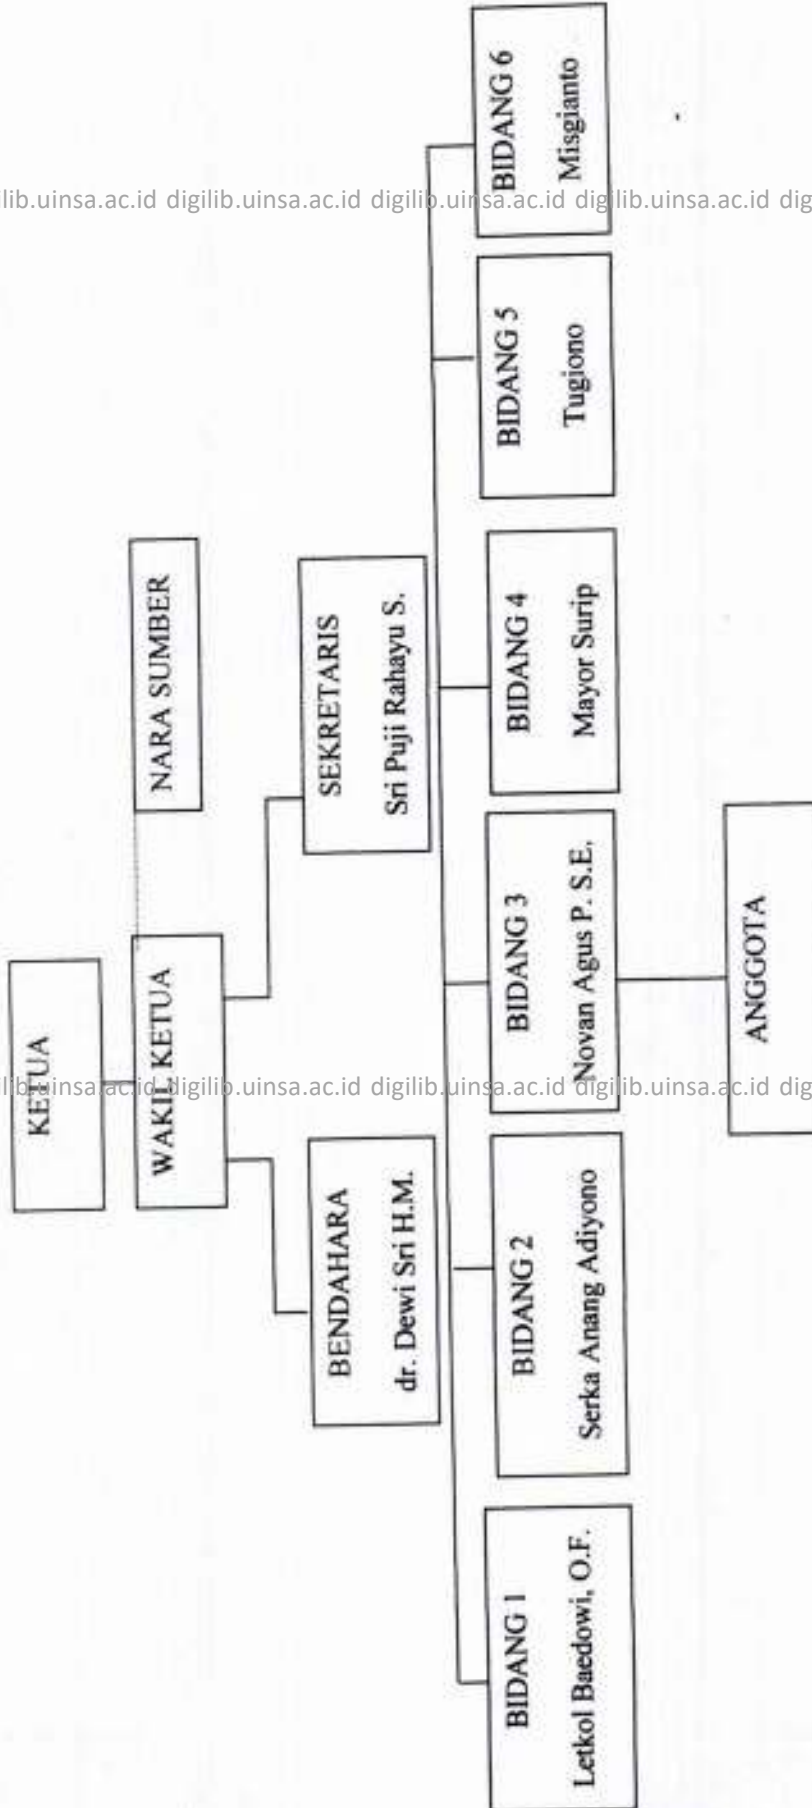 KETUA
WAKIL KETUA
NARA SUMBER
BENDAHARA
dr. Dewi Sri H.M.
SEKRETARIS
Sri Puji Rahayu S.
BIDANG 1
Letkol Baedowi, O.F.
BIDANG 2
Serka Anang Adiyono
BIDANG 3
Novan Agus P. S.E.
BIDANG 4
Mayor Surip
BIDANG 5
Tugiono
BIDANG 6
Misgianto
ANGGOTA
lib.uinsa.ac.id digilib.uinsa.ac.id digilib.uinsa.ac.id digilib.uinsa.ac.id dig
lib.uinsa.ac.id digilib.uinsa.ac.id digilib.uinsa.ac.id digilib.uinsa.ac.id dig